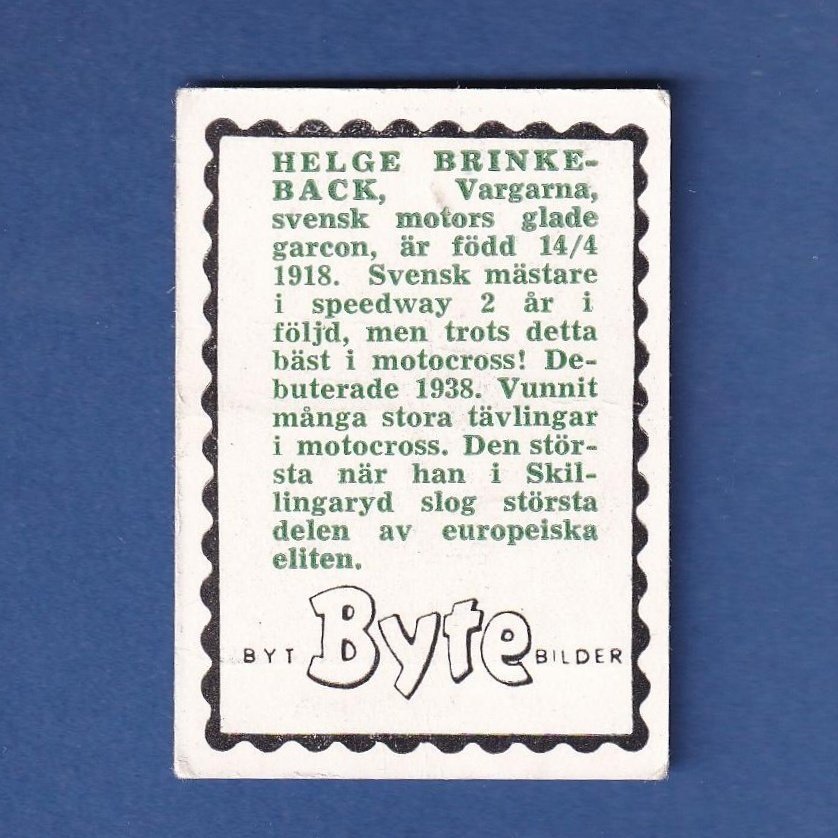 HELGE BRINKE-
BACK, Vargarna,
svensk motors glade
garcon, är född 14/4
1918. Svensk mästare
i speedway 2 år i
följd, men trots detta
bäst i motocross! De-
buterade 1938. Vunnit
många stora tävlingar
i motocross. Den stör-
sta när han i Skil-
lingaryd slog största
delen av europeiska
eliten.
BYT Byte BILDER